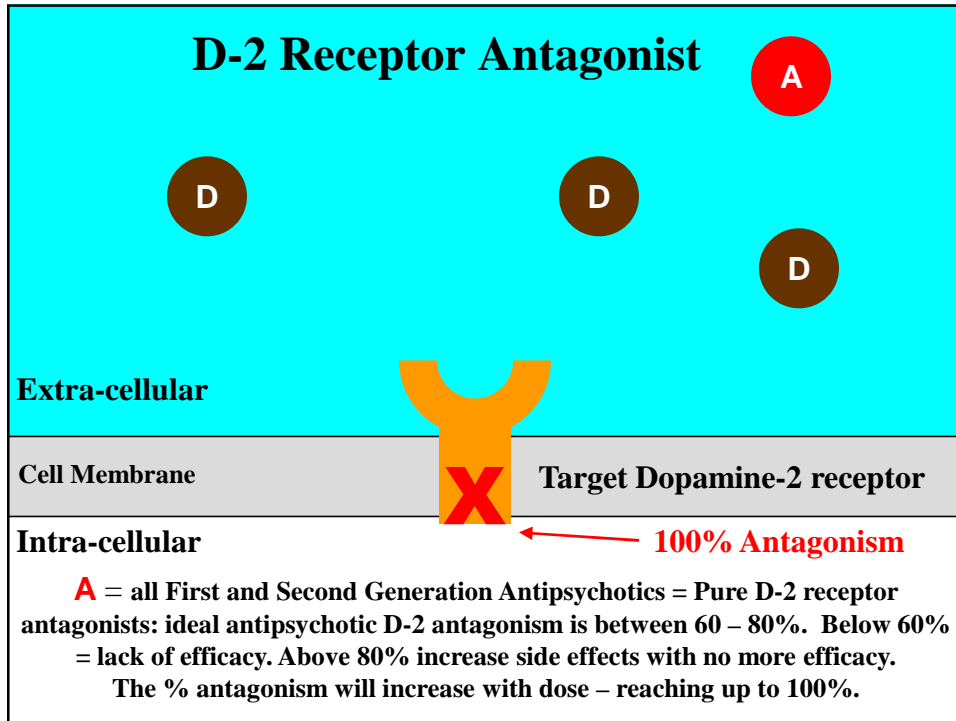 D-2 Receptor Antagonist
A
D
D
D
Extra-cellular
Cell Membrane
X
Target Dopamine-2 receptor
Intra-cellular
100% Antagonism
A = all First and Second Generation Antipsychotics = Pure D-2 receptor
antagonists: ideal antipsychotic D-2 antagonism is between 60 – 80%. Below 60%
= lack of efficacy. Above 80% increase side effects with no more efficacy.
The % antagonism will increase with dose – reaching up to 100%.